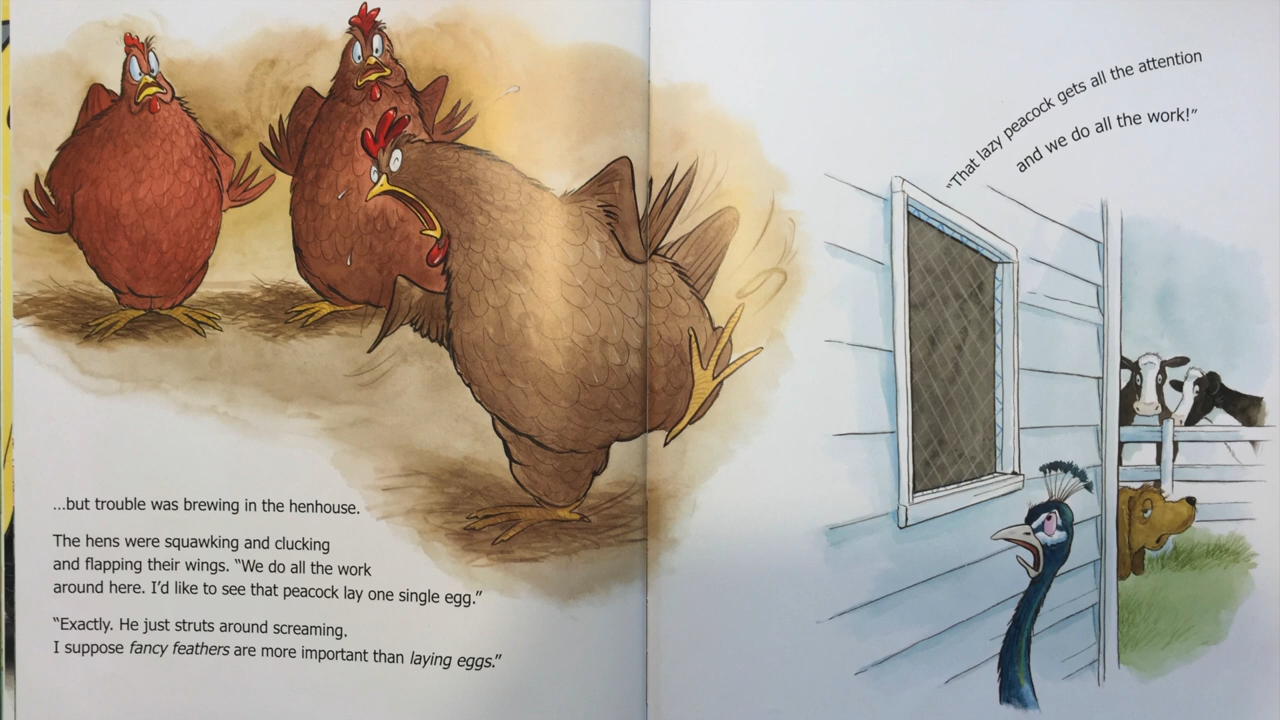 ...but trouble was brewing in the henhouse.
The hens were squawking and clucking
and flapping their wings. “We do all the work
around here. I’d like to see that peacock lay one single egg.”
“Exactly. He just struts around screaming.
I suppose fancy feathers are more important than laying eggs.”
“That lazy peacock gets all the attention
and we do all the work!”